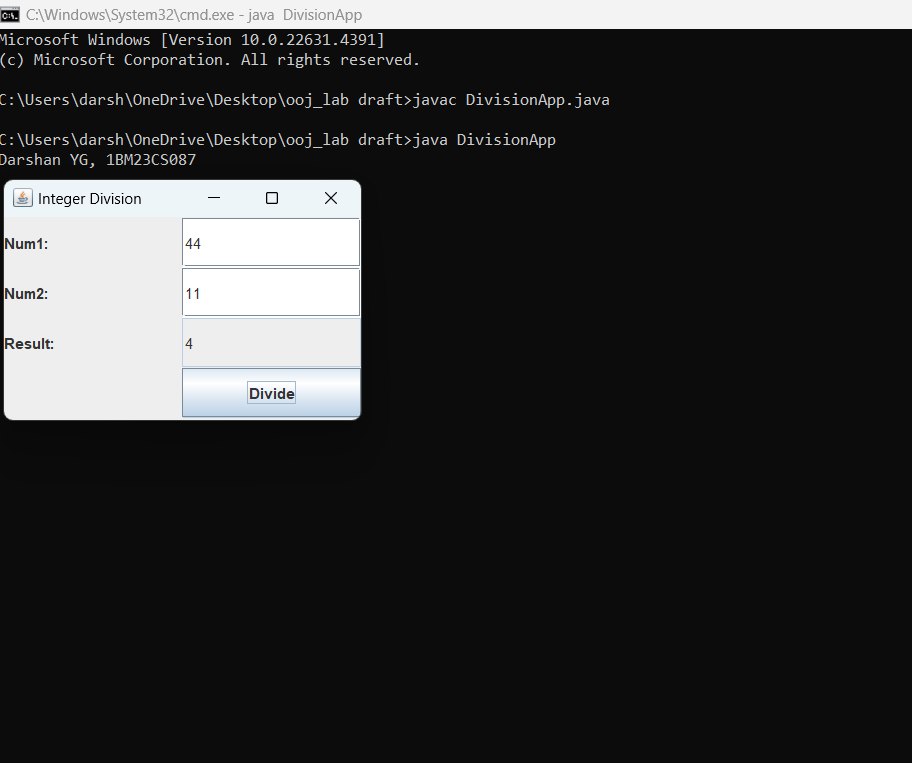 C:\Windows\System32\cmd.exe - java  DivisionApp
Microsoft Windows [Version 10.0.22631.4391]
(c) Microsoft Corporation. All rights reserved.
C:\Users\darsh\OneDrive\Desktop\ooj_lab draft>javac DivisionApp.java
C:\Users\darsh\OneDrive\Desktop\ooj_lab draft>java DivisionApp
Darshan YG, 1BM23CS087
Integer Division
Num1: 44
Num2: 11
Result: 4
Divide